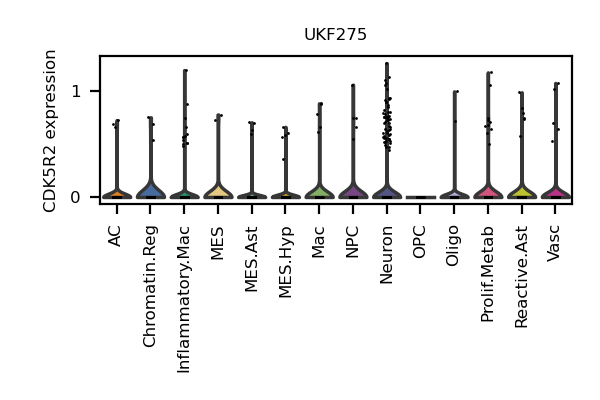 UKF275
CDK5R2 expression
1
0
AC
Chromatin.Reg
Inflammatory.Mac
MES
MES.Ast
MES.Hyp
Mac
NPC
Neuron
OPC
Oligo
Prolif.Metab
Reactive.Ast
Vasc